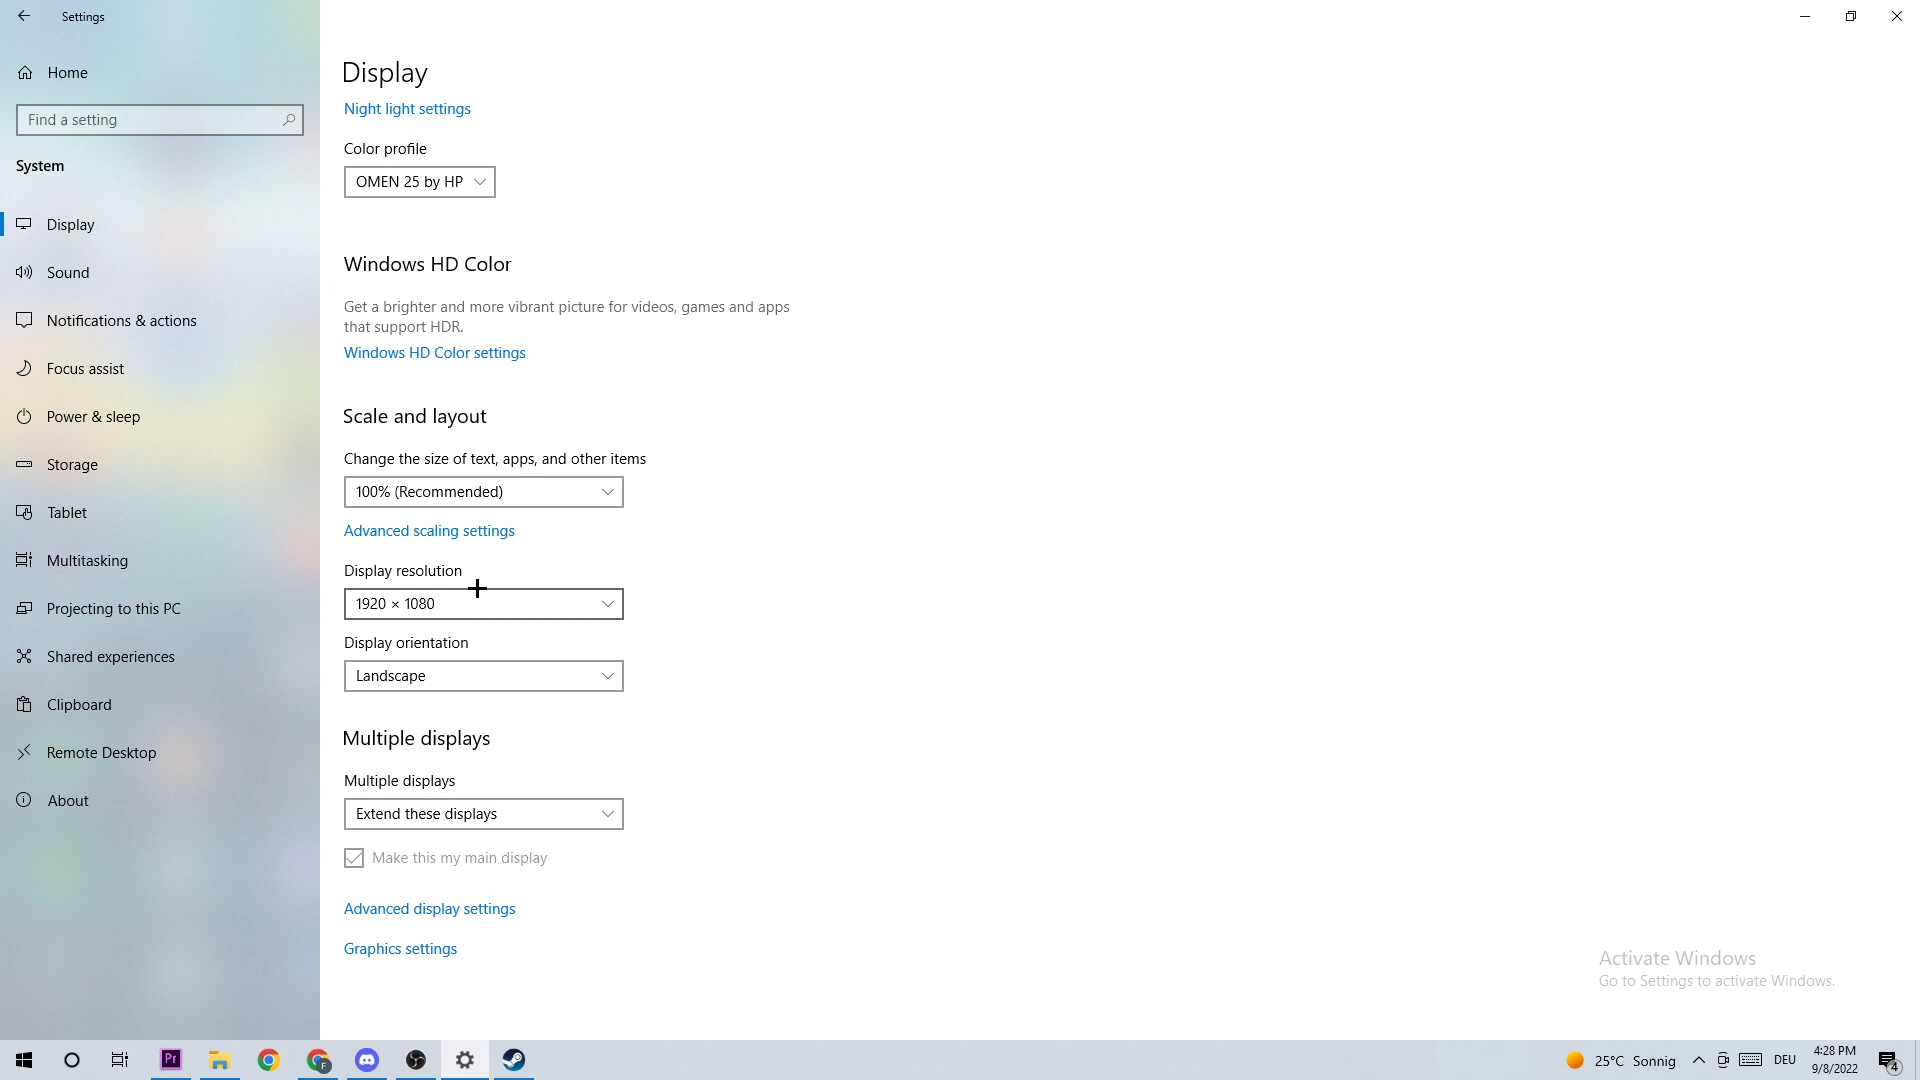 Settings
Home
Find a setting
System
Display
Sound
Notifications & actions
Focus assist
Power & sleep
Storage
Tablet
Multitasking
Projecting to this PC
Shared experiences
Clipboard
Remote Desktop
About
Display
Night light settings
Color profile
OMEN 25 by HP
Windows HD Color
Get a brighter and more vibrant picture for videos, games and apps
that support HDR.
Windows HD Color settings
Scale and layout
Change the size of text, apps, and other items
100% (Recommended)
Advanced scaling settings
Display resolution
1920 × 1080
Display orientation
Landscape
Multiple displays
Multiple displays
Extend these displays
Make this my main display
Advanced display settings
Graphics settings
Activate Windows
Go to Settings to activate Windows.
Pr
F
25°C Sonnig
DEU
4:28 PM
9/8/2022
4